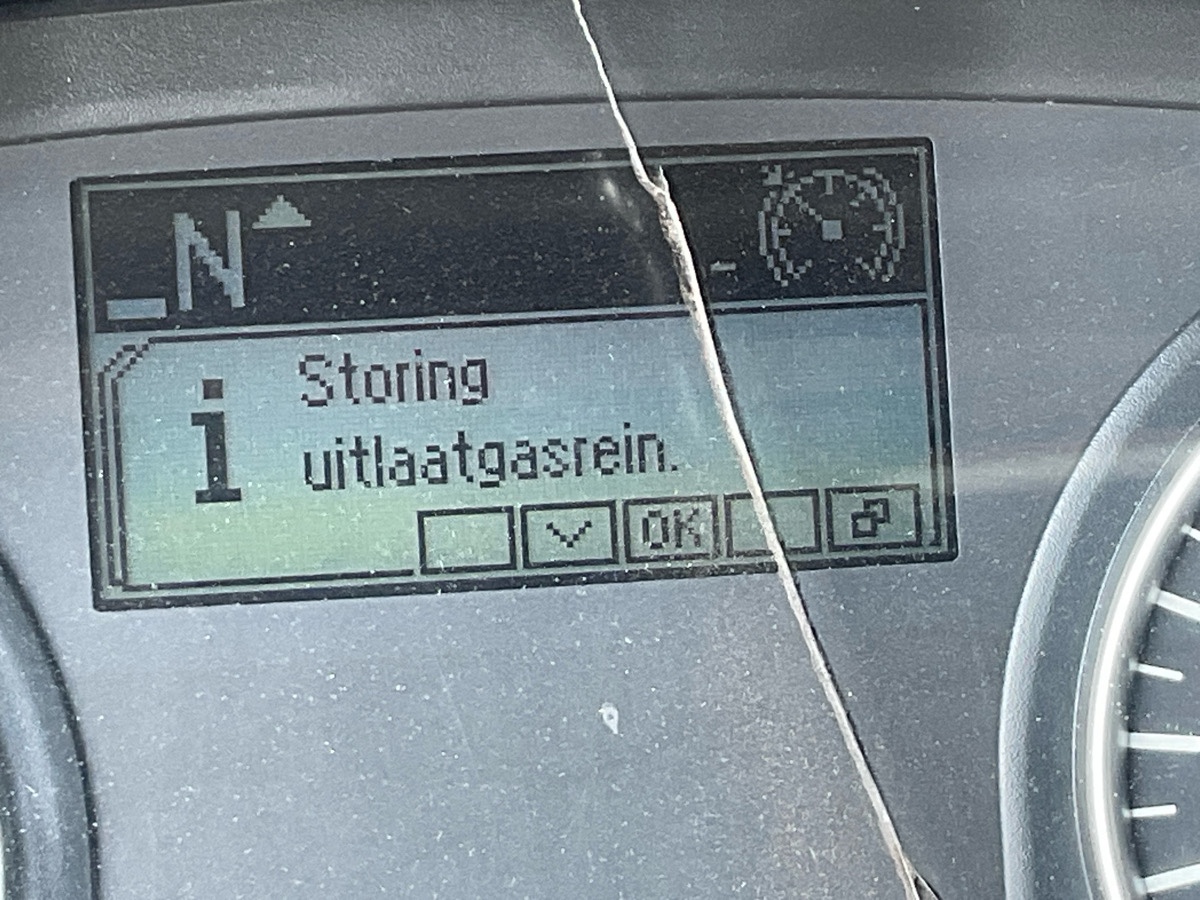 N
i
Storing
uitlaatgasrein.
OK